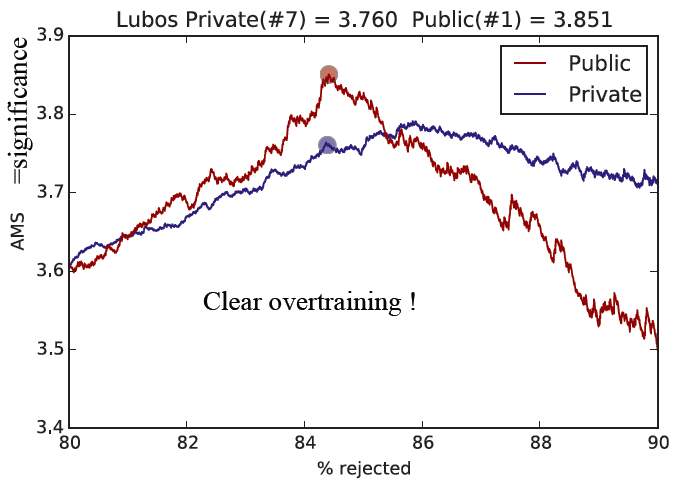 Lubos Private(#7) = 3.760 Public(#1) = 3.851
AMS =significance
3.9
3.8
3.7
3.6
3.5
3.4
Public
Private
Clear overtraining !
80 82 84 86 88 90
% rejected